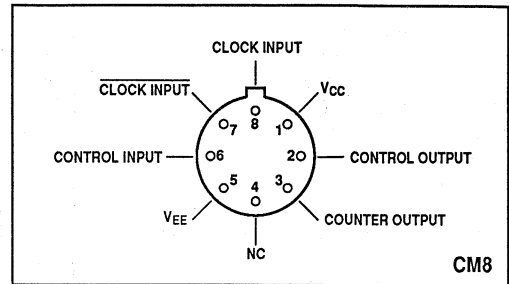 CLOCK INPUT
CLOCK INPUT
VCC
8
7
1
CONTROL INPUT
6
2
CONTROL OUTPUT
5
4
3
VEE
COUNTER OUTPUT
NC
CM8